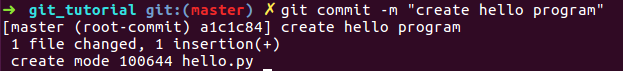 ➜ git_tutorial git:(master) ✗ git commit -m "create hello program"
[master (root-commit) a1c1c84] create hello program
 1 file changed, 1 insertion(+)
 create mode 100644 hello.py